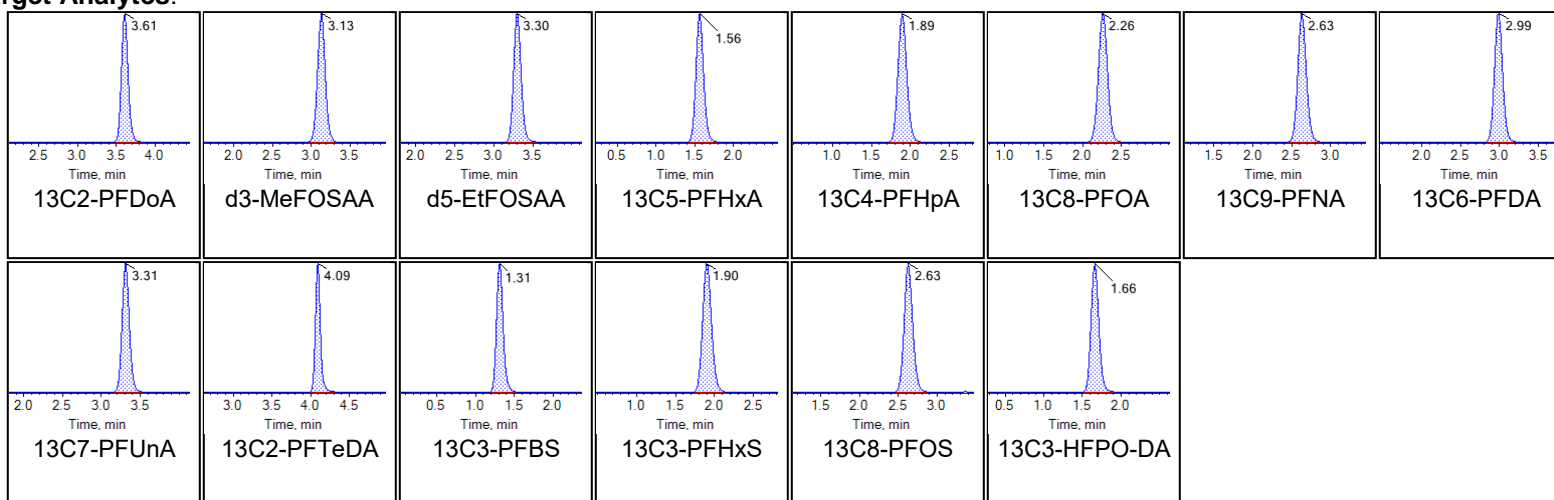 arget Analytes:
3.61
2.5 3.0 3.5 4.0
Time, min
13C2-PFDoA
3.13
2.0 2.5 3.0 3.5
Time, min
d3-MeFOSAA
3.30
2.0 2.5 3.0 3.5
Time, min
d5-EtFOSAA
1.56
0.5 1.0 1.5 2.0
Time, min
13C5-PFHxA
1.89
1.0 1.5 2.0 2.5
Time, min
13C4-PFHpA
2.26
1.0 1.5 2.0 2.5
Time, min
13C8-PFOA
2.63
1.5 2.0 2.5 3.0
Time, min
13C9-PFNA
2.99
2.0 2.5 3.0 3.5
Time, min
13C6-PFDA
3.31
2.0 2.5 3.0 3.5
Time, min
13C7-PFUnA
4.09
3.0 3.5 4.0 4.5
Time, min
13C2-PFTeDA
1.31
0.5 1.0 1.5 2.0
Time, min
13C3-PFBS
1.90
1.0 1.5 2.0 2.5
Time, min
13C3-PFHxS
2.63
1.5 2.0 2.5 3.0
Time, min
13C8-PFOS
1.66
0.5 1.0 1.5 2.0
Time, min
13C3-HFPO-DA